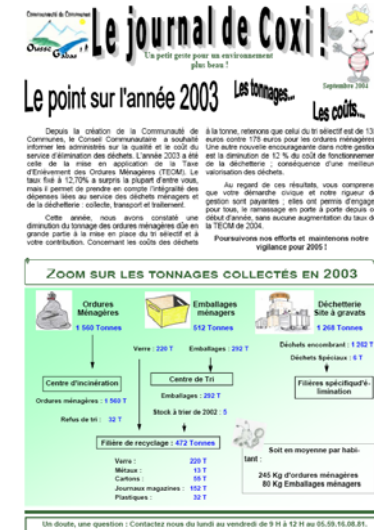 Communauté de Communes
Ousse
Gabas
Le journal de Coxi !
Un petit geste pour un environnement
plus beau !
Septembre 2004
Le point sur l'année 2003
Les tonnages...
Les coûts...
Depuis la création de la Communauté de
Communes, le Conseil Communautaire a souhaité
informer les administrés sur la qualité et le coût du
service d'élimination des déchets. L'année 2003 a été
celle de la mise en application de la Taxe
d'Enlèvement des Ordures Ménagères (TEOM). Le
taux fixé à 12,70% a surpris la plupart d'entre vous,
mais il permet de prendre en compte l'intégralité des
dépenses liées au service des déchets ménagers et
de la déchetterie : collecte, transport et traitement.
Cette année, nous avons constaté une
diminution du tonnage des ordures ménagères dûe en
grande partie à la mise en place du tri sélectif et à
votre contribution. Concernant les coûts des déchets
à la tonne, retenons que celui du tri sélectif est de 13
euros contre 178 euros pour les ordures ménagères
Une autre nouvelle encourageante dans notre gestion
est la diminution de 12 % du coût de fonctionnement
de la déchetterie ; conséquence d'une meilleure
valorisation des déchets.
Au regard de ces résultats, vous comprenez
que votre démarche civique et notre rigueur de
gestion sont payantes ; elles ont permis d'engager
pour tous, le ramassage en porte à porte depuis le
début d'année, sans aucune augmentation du taux de
la TEOM de 2004.
Poursuivons nos efforts et maintenons notre
vigilance pour 2005 !
ZOOM SUR LES TONNAGES COLLECTÉS EN 2003
Ordures
Ménagères
1 560 Tonnes
Emballages
ménagers
512 Tonnes
Déchetterie
Site à gravats
1 268 Tonnes
Verre : 220 T
Emballages : 292 T
Déchets encombrant : 1 262 T
Déchets Spéciaux : 6 T
Centre d'incinération
Ordures ménagères : 1 560 T
Refus de tri : 32 T
Centre de Tri
Emballages : 292 T
Stock à trier de 2002 : 5
Filières spécifiqud'é-
limination
Filière de recyclage : 472 Tonnes
Verre : 220 T
Métaux : 13 T
Cartons : 55 T
Journaux magazines : 152 T
Plastiques : 32 T
Soit en moyenne par habi-
tant :
245 Kg d'ordures ménagères
80 Kg Emballages ménagers
Un doute, une question : Contactez nous du lundi au vendredi de 9 H à 12 H au 05.59.16.08.81.